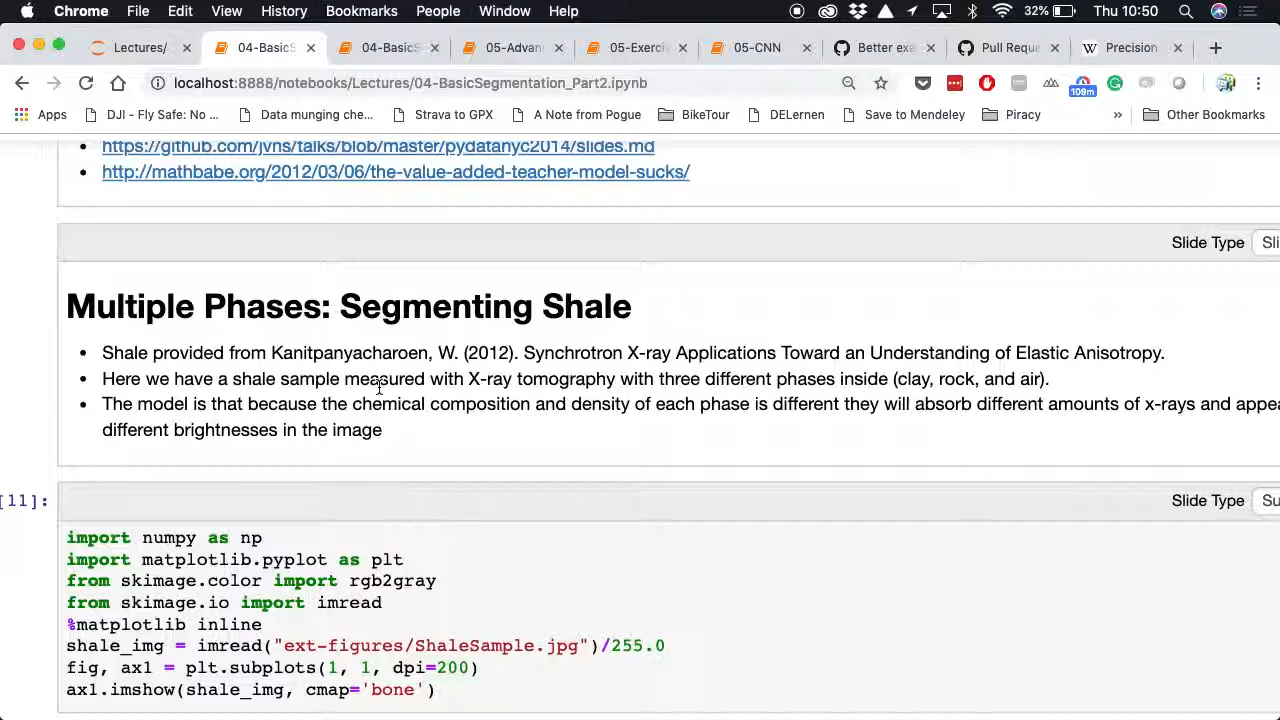 Chrome File Edit View History Bookmarks People Window Help 32% Thu 10:50
Lectures/ 04-BasicS 04-BasicS 05-Advan 05-Exerci 05-CNN Better exa Pull Reque Precision
localhost:8888/notebooks/Lectures/04-BasicSegmentation_Part2.ipynb
109m
Apps DJI - Fly Safe: No ... Data munging che... Strava to GPX A Note from Pogue BikeTour DELernen Save to Mendeley Piracy » Other Bookmarks
https://github.com/jvns/talks/blob/master/pydatanyc2014/slides.md
http://mathbabe.org/2012/03/06/the-value-added-teacher-model-sucks/
Slide Type Sli
Multiple Phases: Segmenting Shale
Shale provided from Kanitpanyacharoen, W. (2012). Synchrotron X-ray Applications Toward an Understanding of Elastic Anisotropy.
Here we have a shale sample measured with X-ray tomography with three different phases inside (clay, rock, and air).
The model is that because the chemical composition and density of each phase is different they will absorb different amounts of x-rays and appea
different brightnesses in the image
[11]: Slide Type Su
import numpy as np
import matplotlib.pyplot as plt
from skimage.color import rgb2gray
from skimage.io import imread
%matplotlib inline
shale_img = imread("ext-figures/ShaleSample.jpg")/255.0
fig, ax1 = plt.subplots(1, 1, dpi=200)
ax1.imshow(shale_img, cmap='bone')